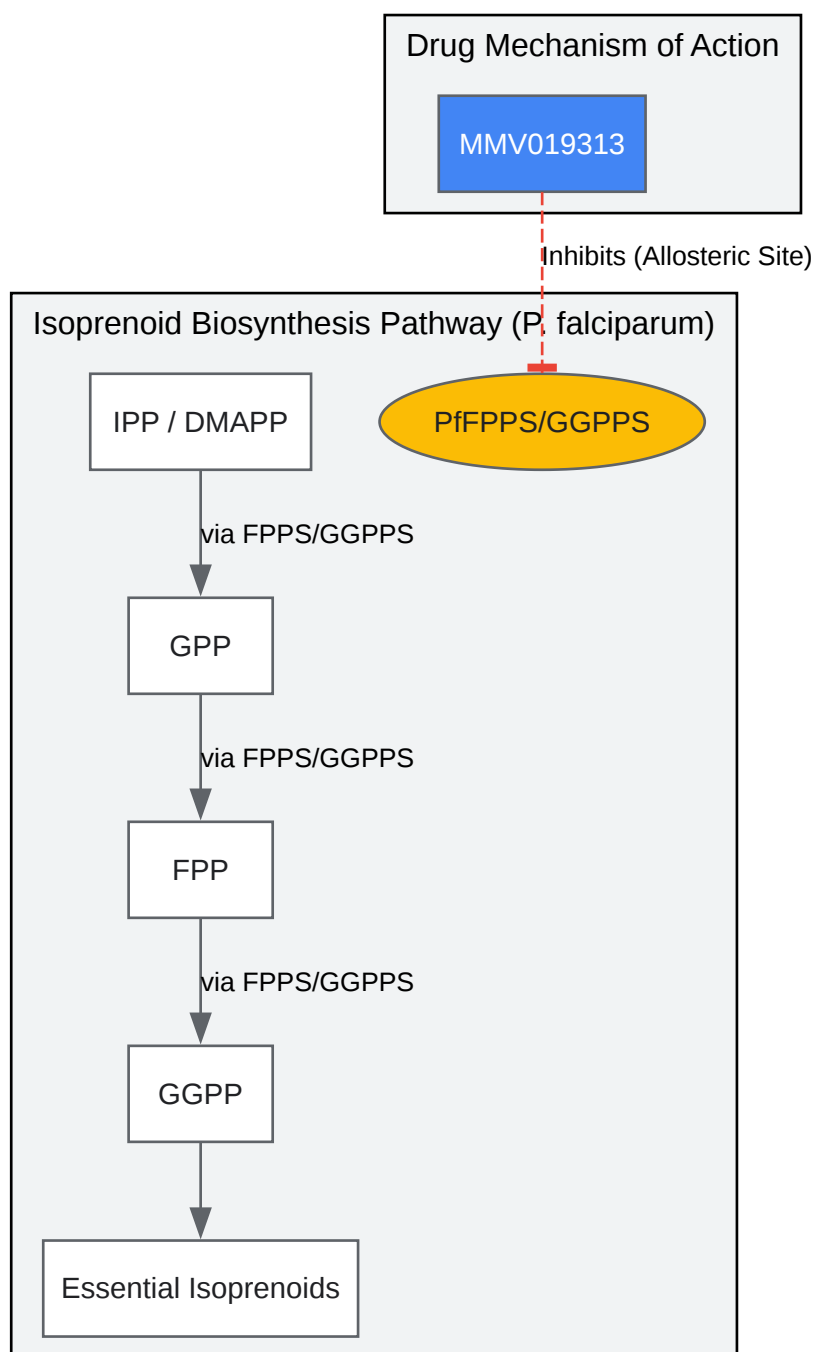 Drug Mechanism of Action
MMV019313
Inhibits (Allosteric Site)
Isoprenoid Biosynthesis Pathway (P. falciparum)
IPP / DMAPP
PfFPPS/GGPPS
via FPPS/GGPPS
GPP
via FPPS/GGPPS
FPP
via FPPS/GGPPS
GGPP
Essential Isoprenoids